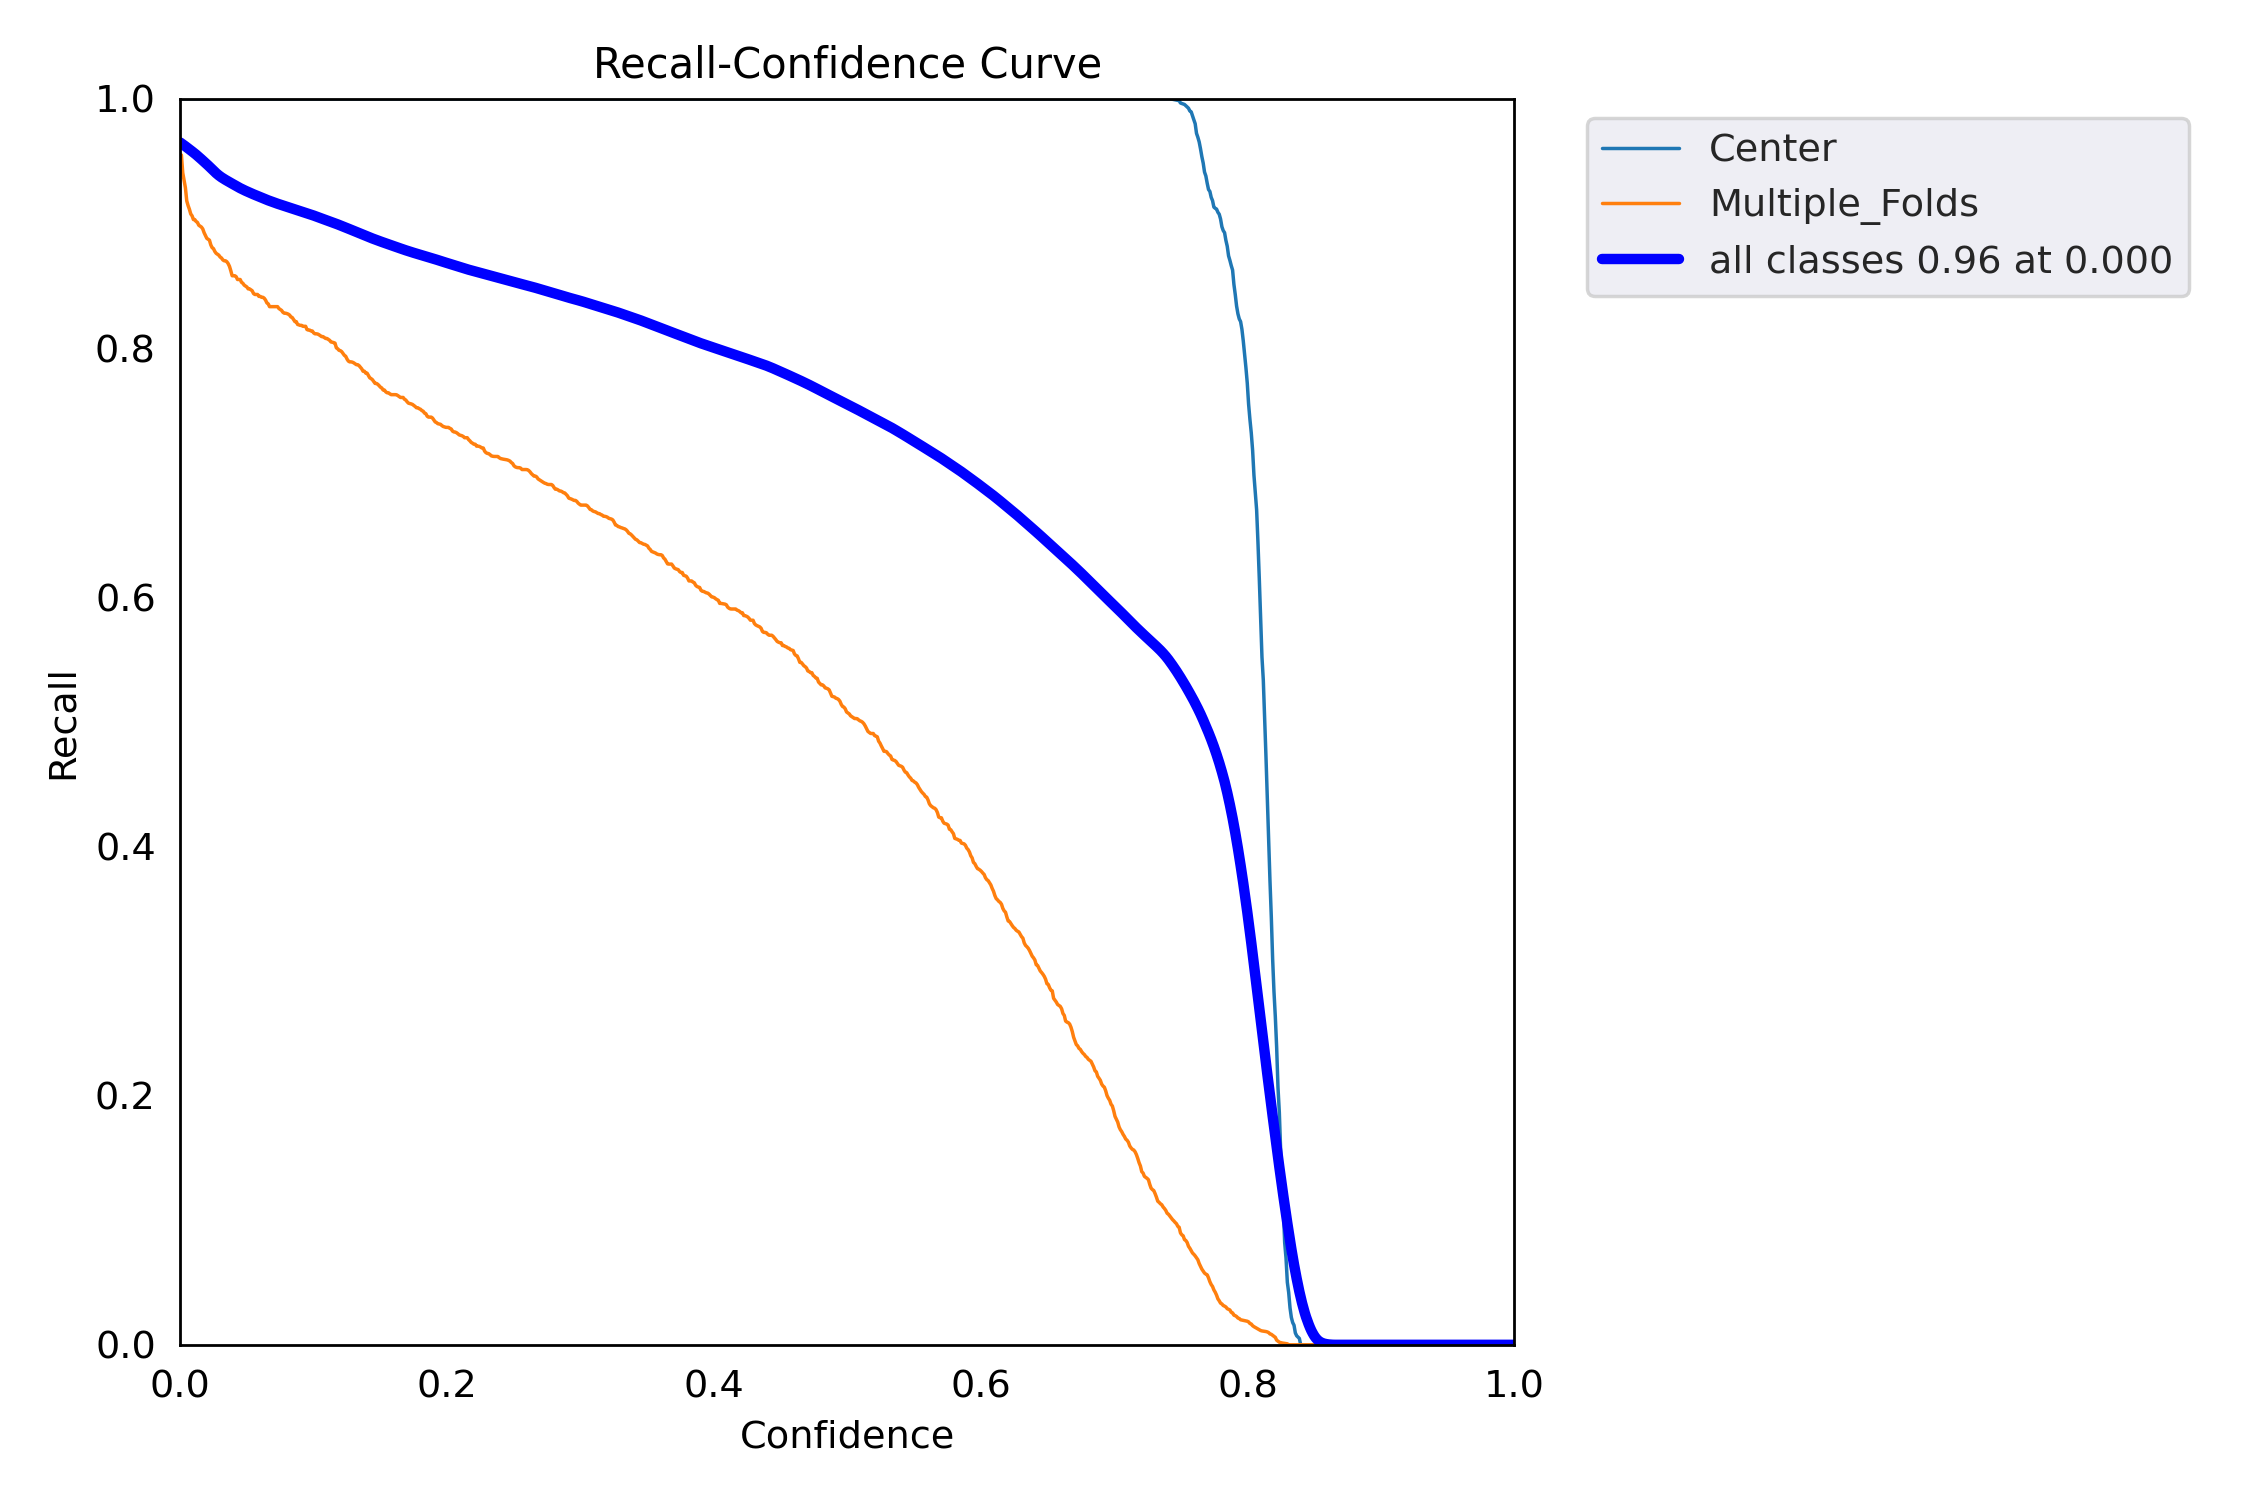 Recall-Confidence Curve
1.0
0.8
0.6
0.4
0.2
0.0
Recall
0.0 0.2 0.4 0.6 0.8 1.0
Confidence
Center
Multiple_Folds
all classes 0.96 at 0.000